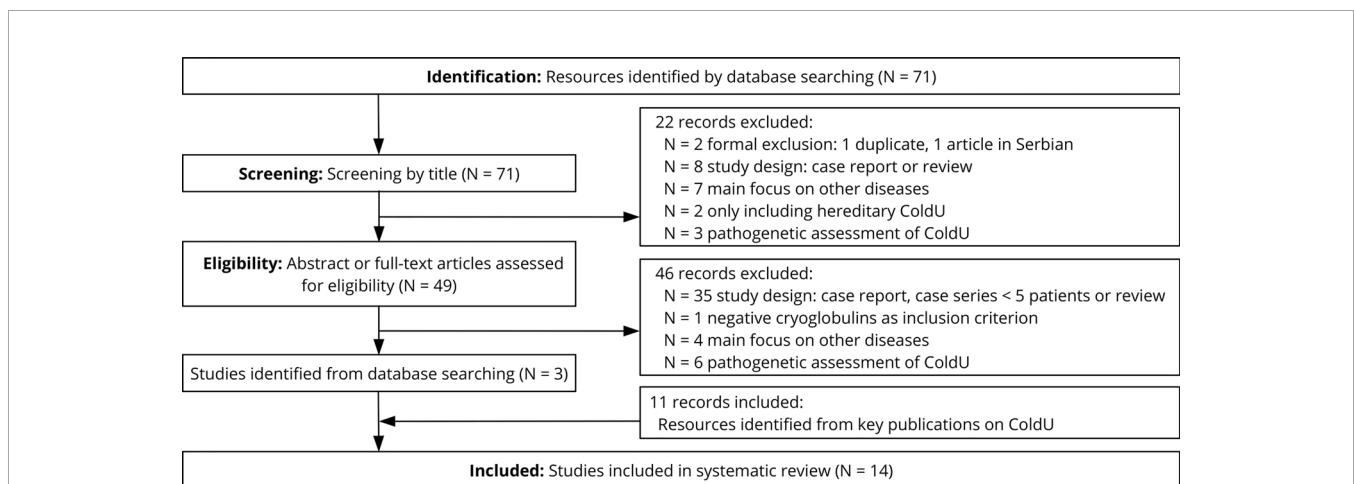 Identification: Resources identified by database searching (N = 71)
22 records excluded:
N = 2 formal exclusion: 1 duplicate, 1 article in Serbian
N = 8 study design: case report or review
N = 7 main focus on other diseases
N = 2 only including hereditary ColdU
N = 3 pathogenetic assessment of ColdU
Screening: Screening by title (N = 71)
Eligibility: Abstract or full-text articles assessed
for eligibility (N = 49)
46 records excluded:
N = 35 study design: case report, case series < 5 patients or review
N = 1 negative cryoglobulins as inclusion criterion
N = 4 main focus on other diseases
N = 6 pathogenetic assessment of ColdU
Studies identified from database searching (N = 3)
11 records included:
Resources identified from key publications on ColdU
Included: Studies included in systematic review (N = 14)